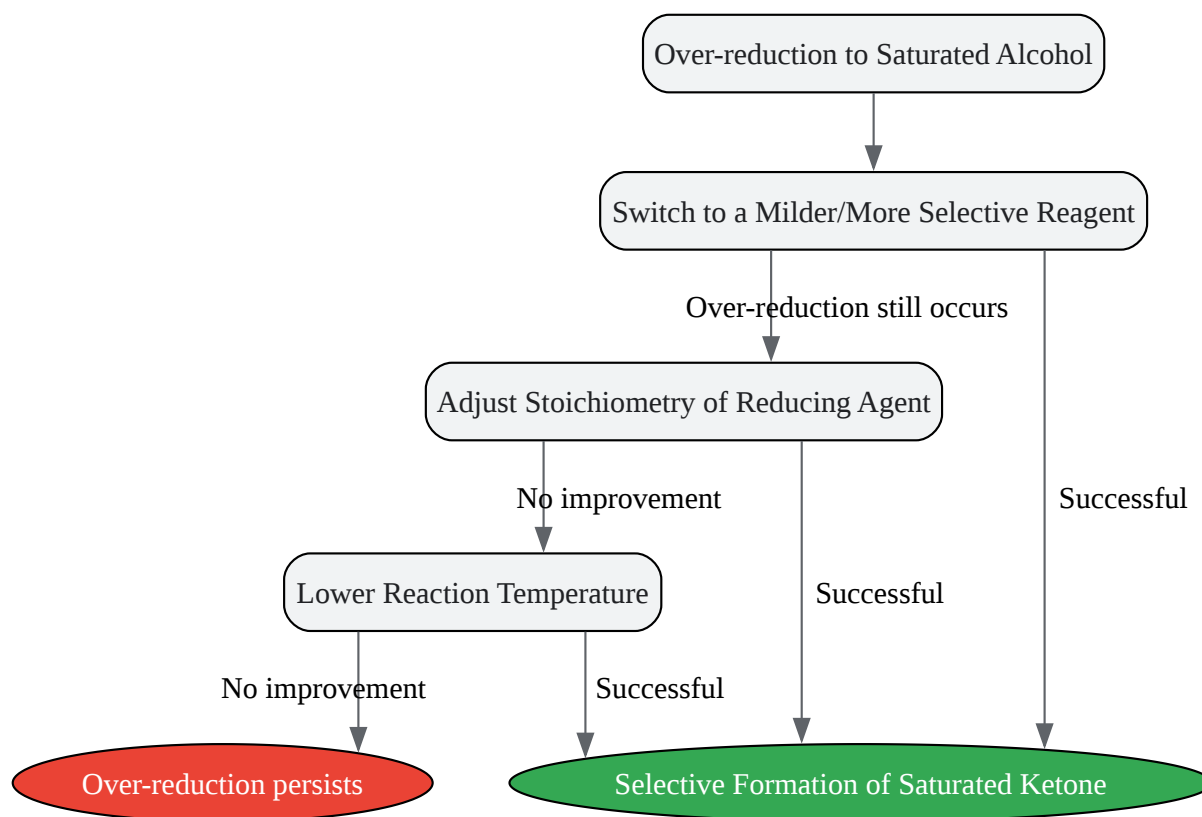 Over-reduction to Saturated Alcohol
Switch to a Milder/More Selective Reagent
Over-reduction still occurs
Adjust Stoichiometry of Reducing Agent
No improvement
Successful
Lower Reaction Temperature
Successful
No improvement
Successful
Over-reduction persists
Selective Formation of Saturated Ketone